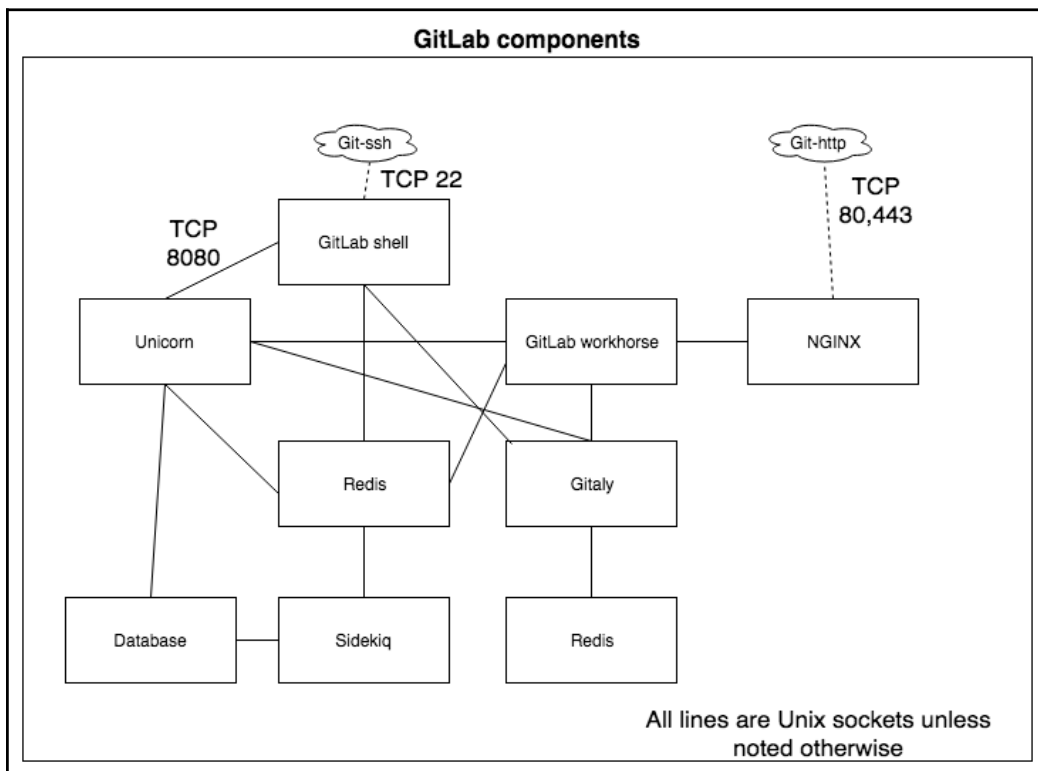 GitLab components
Git-ssh
Git-http
TCP 22
TCP
80,443
TCP
8080
GitLab shell
Unicorn
GitLab workhorse
NGINX
Redis
Gitaly
Database
Sidekiq
Redis
All lines are Unix sockets unless
noted otherwise